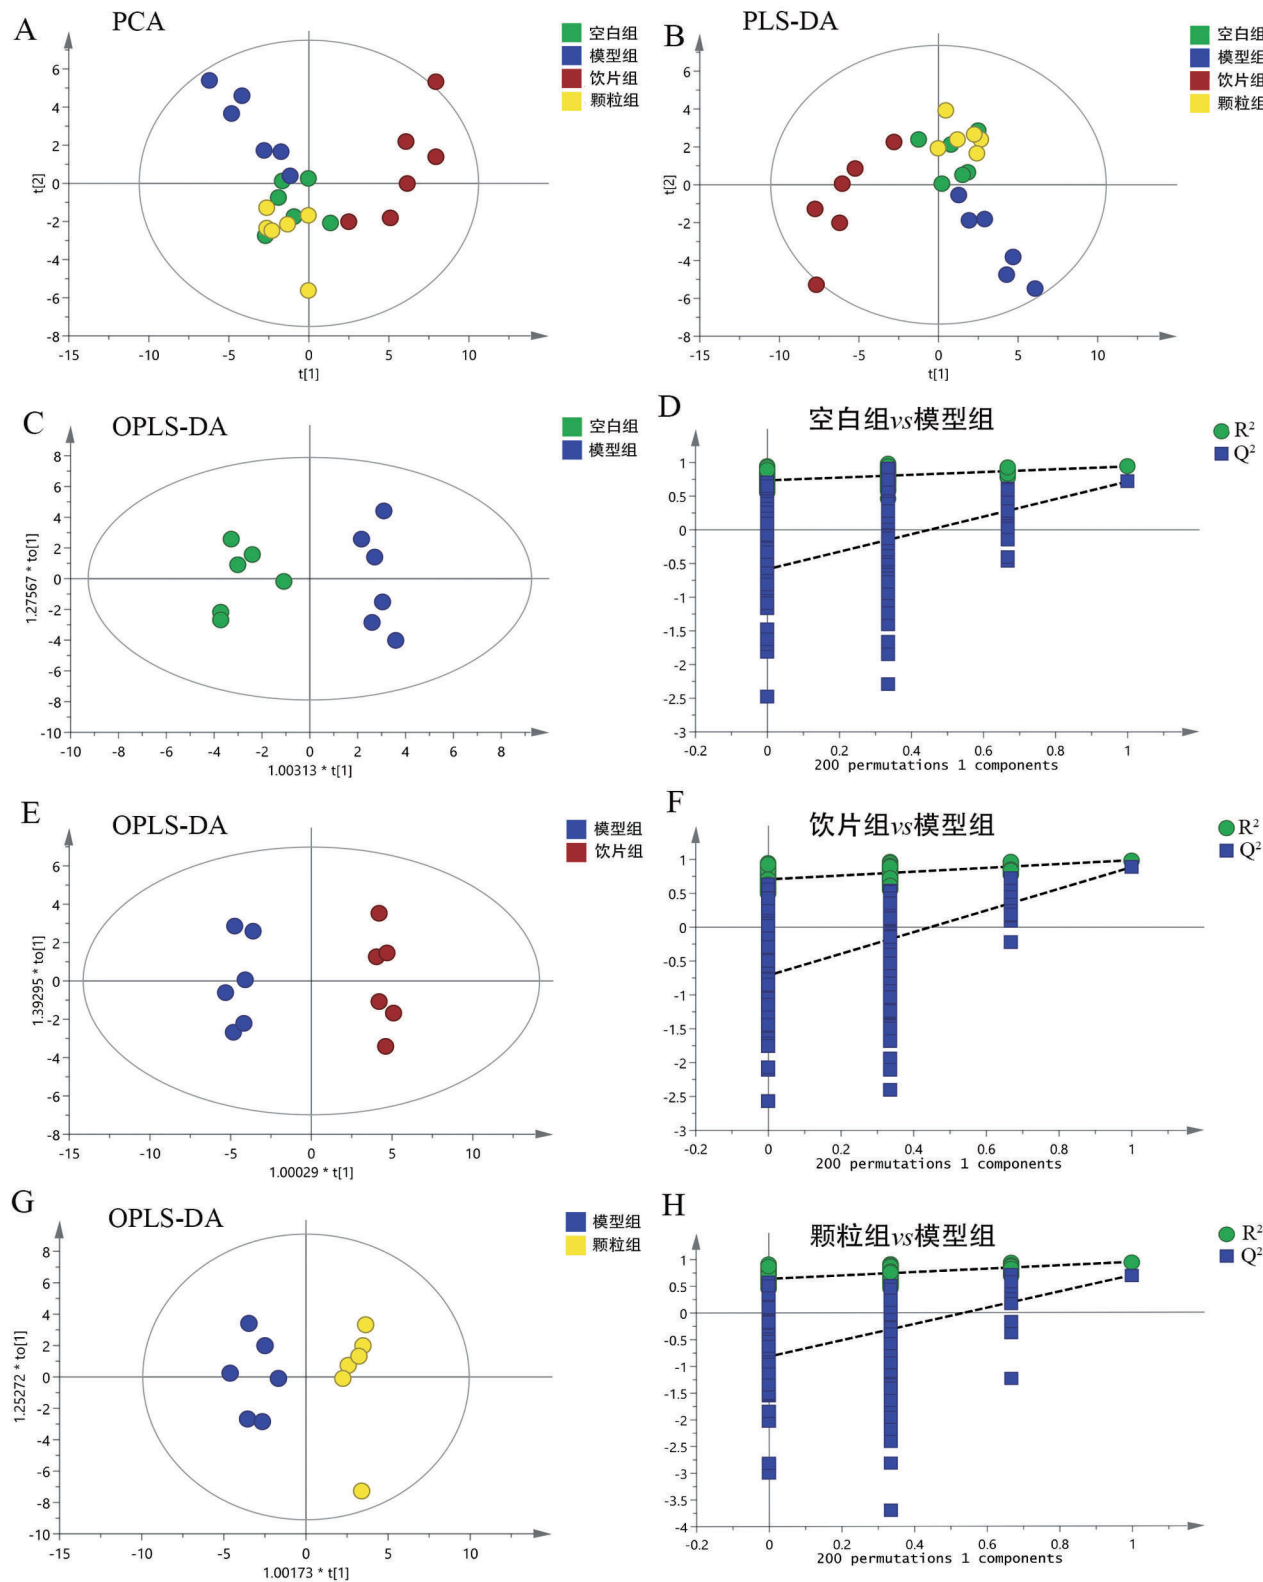 A
PCA
空白组
模型组
饮片组
颗粒组
6
4
2
0
-2
-4
-6
-8
t[2]
-15
-10
-5
0
5
10
t[1]
B
PLS-DA
空白组
模型组
饮片组
颗粒组
6
4
2
0
-2
-4
-6
-8
t[2]
-15
-10
-5
0
5
10
t[1]
C
OPLS-DA
空白组
模型组
8
6
4
2
0
-2
-4
-6
-8
-10
1.27567 * to[1]
-10
-8
-6
-4
-2
0
2
4
6
8
1.00313 * t[1]
D
空白组vs模型组
R²
Q²
1
0.5
0
-0.5
-1
-1.5
-2
-2.5
-3
-0.2
0
0.2
0.4
0.6
0.8
1
200 permutations 1 components
E
OPLS-DA
模型组
饮片组
6
4
2
0
-2
-4
-6
-8
1.39295 * to[1]
-15
-10
-5
0
5
10
1.00029 * t[1]
F
饮片组vs模型组
R²
Q²
1
0.5
0
-0.5
-1
-1.5
-2
-2.5
-3
-0.2
0
0.2
0.4
0.6
0.8
1
200 permutations 1 components
G
OPLS-DA
模型组
颗粒组
8
6
4
2
0
-2
-4
-6
-8
-10
1.25272 * to[1]
-15
-10
-5
0
5
10
15
1.00173 * t[1]
H
颗粒组vs模型组
R²
Q²
1
0.5
0
-0.5
-1
-1.5
-2
-2.5
-3
-3.5
-4
-0.2
0
0.2
0.4
0.6
0.8
1
200 permutations 1 components